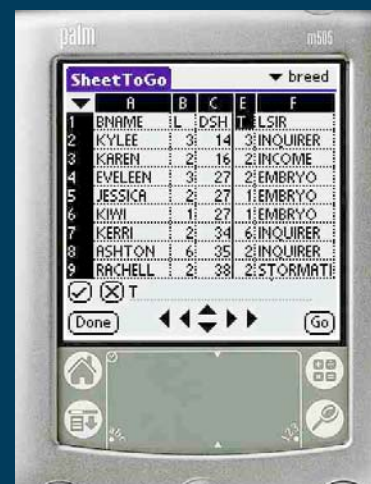 palm m505
SheetToGo breed
A B C E F
1 BNAME L DSH T LSIR
2 KYLEE 3 14 3 INQUIRER
3 KAREN 2 16 2 INCOME
4 EVELEEN 3 27 2 EMBRYO
5 JESSICA 2 27 1 EMBRYO
6 KIWI 1 27 1 EMBRYO
7 KERRI 2 34 6 INQUIRER
8 ASHTON 6 35 2 INQUIRER
9 RACHELL 2 38 2 STORMATI
T
Done Go
abc 123